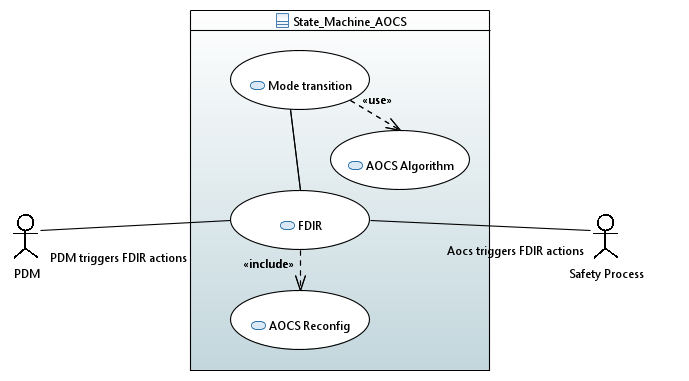 State_Machine_AOCS
Mode transition
«use»
AOCS Algorithm
FDIR
PDM triggers FDIR actions
Aocs triggers FDIR actions
«include»
PDM
Safety Process
AOCS Reconfig